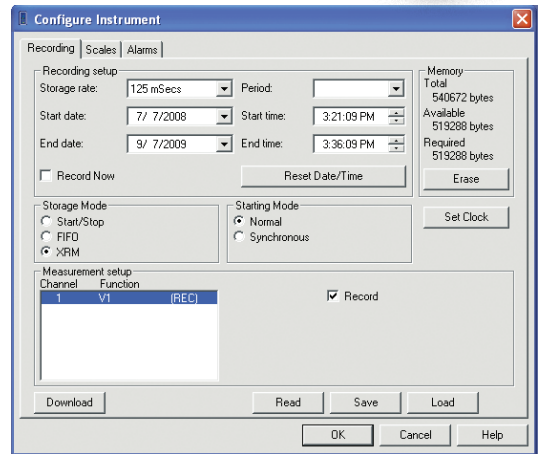 Configure Instrument
Recording Scales Alarms
Recording setup
Storage rate: 125 mSecs Period:
Start date: 7/ 7/2008 Start time: 3:21:09 PM
End date: 9/ 7/2009 End time: 3:36:09 PM
Record Now Reset Date/Time
Memory
Total
540672 bytes
Available
519288 bytes
Required
519288 bytes
Erase
Storage Mode
Start/Stop
FIFO
XRM
Starting Mode
Normal
Synchronous
Set Clock
Measurement setup
Channel Function
1 V1 (REC)
Record
Download Read Save Load
OK Cancel Help